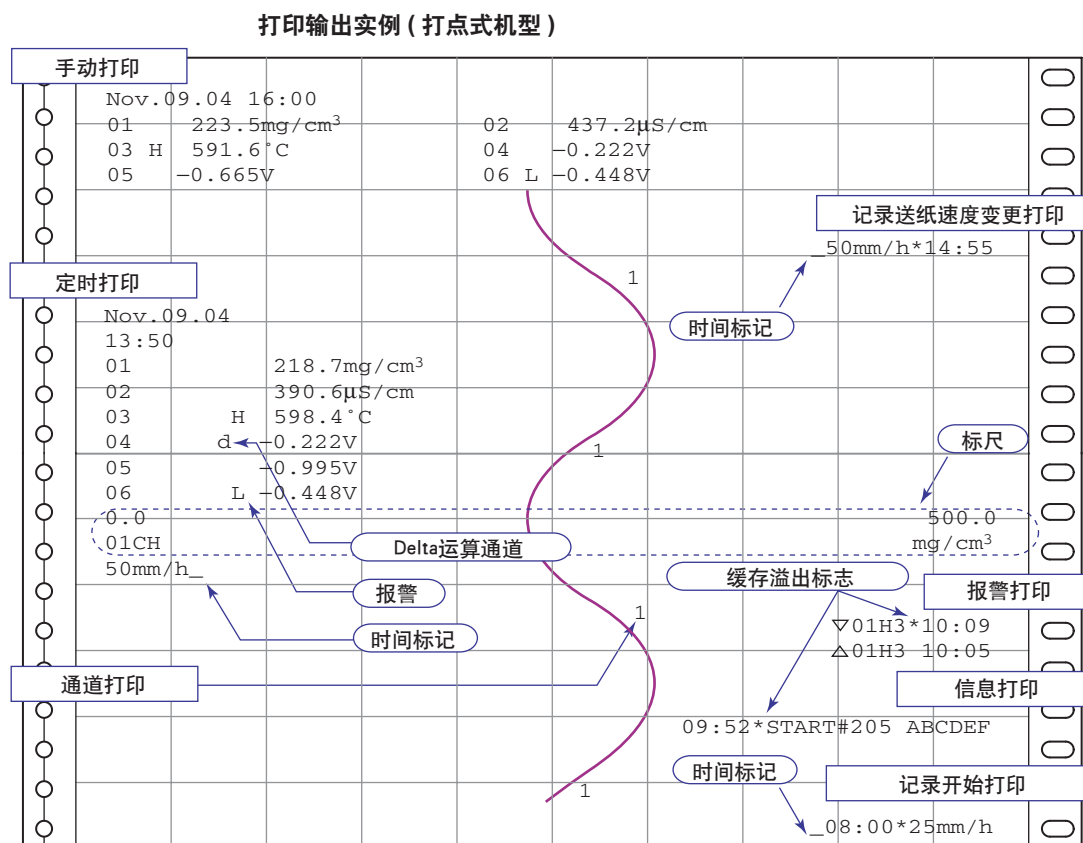 打印输出实例 ( 打点式机型 )
手动打印
Nov.09.04 16:00
01 223.5mg/cm³ 02 437.2μS/cm
03 H 591.6°C 04 −0.222V
05 −0.665V 06 L −0.448V
记录送纸速度变更打印
_50mm/h*14:55
1
定时打印
时间标记
Nov.09.04
13:50
01 218.7mg/cm³
02 390.6μS/cm
03 H 598.4°C
04 d −0.222V
标尺
1
05 −0.995V
06 L −0.448V
0.0 500.0
01CH mg/cm³
Delta运算通道
50mm/h_
缓存溢出标志
报警
报警打印
1
▽01H3*10:09
时间标记
△01H3 10:05
通道打印
信息打印
09:52*START#205 ABCDEF
时间标记
记录开始打印
1
_08:00*25mm/h